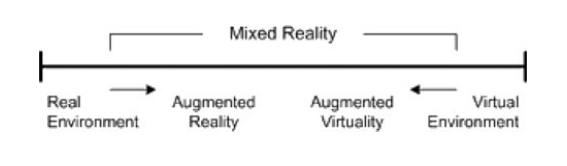 Mixed Reality
Real
Environment
Augmented
Reality
Augmented
Virtuality
Virtual
Environment